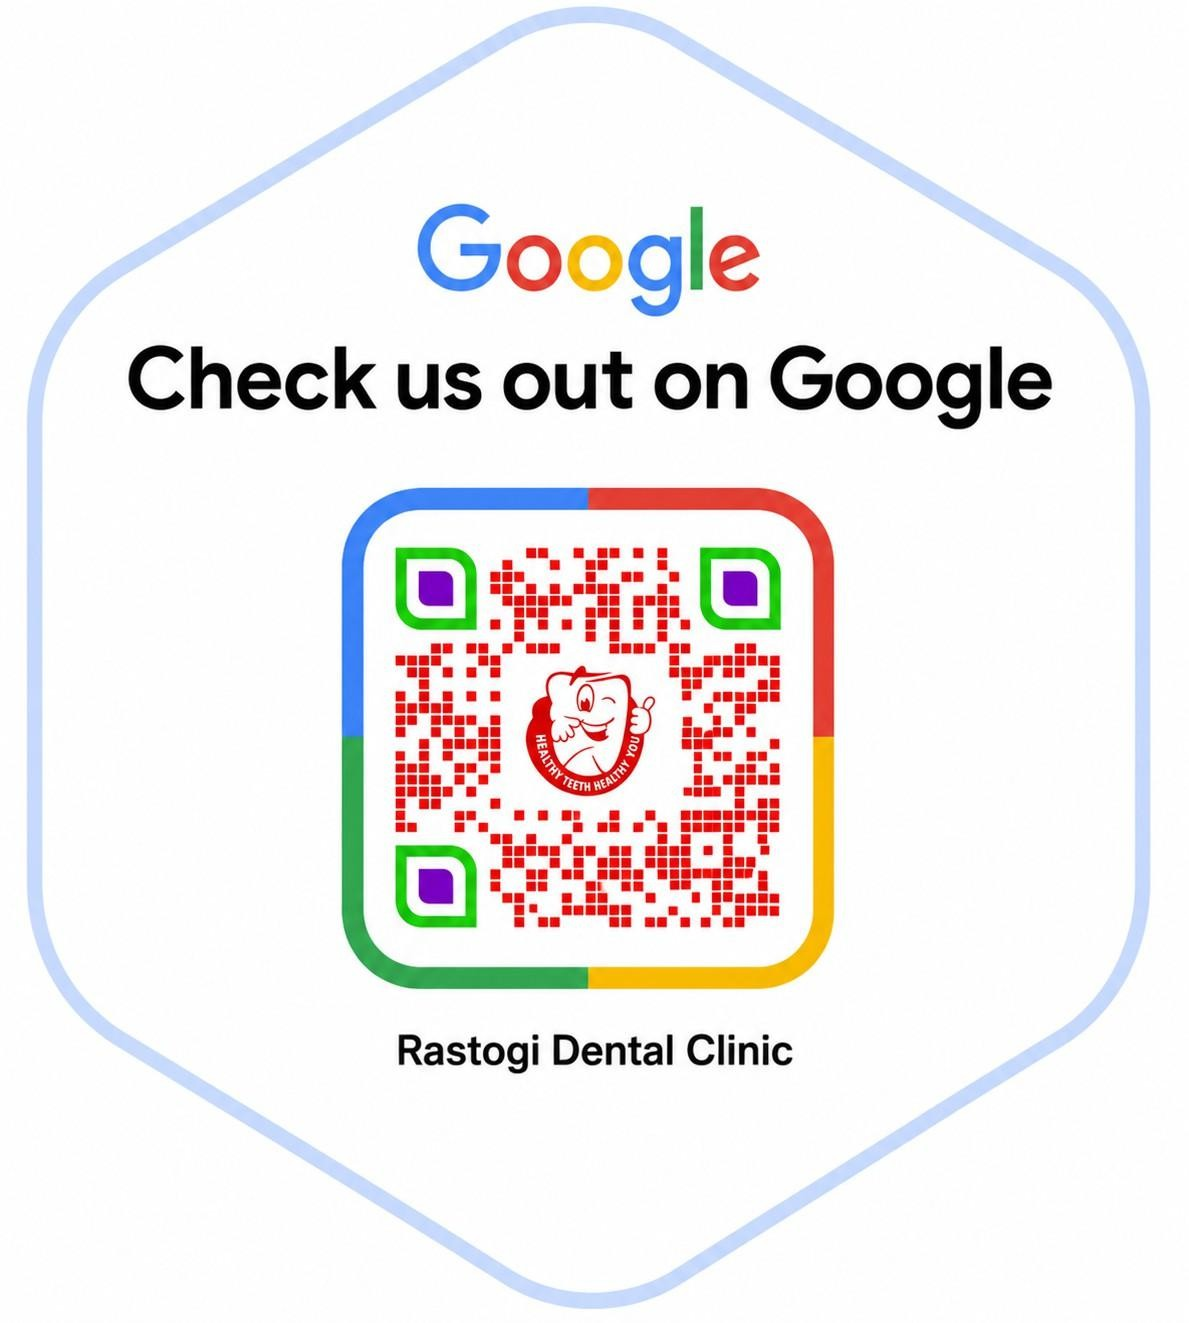 Google
Check us out on Google
HEALTHY TEETH HEALTHY YOU
Rastogi Dental Clinic